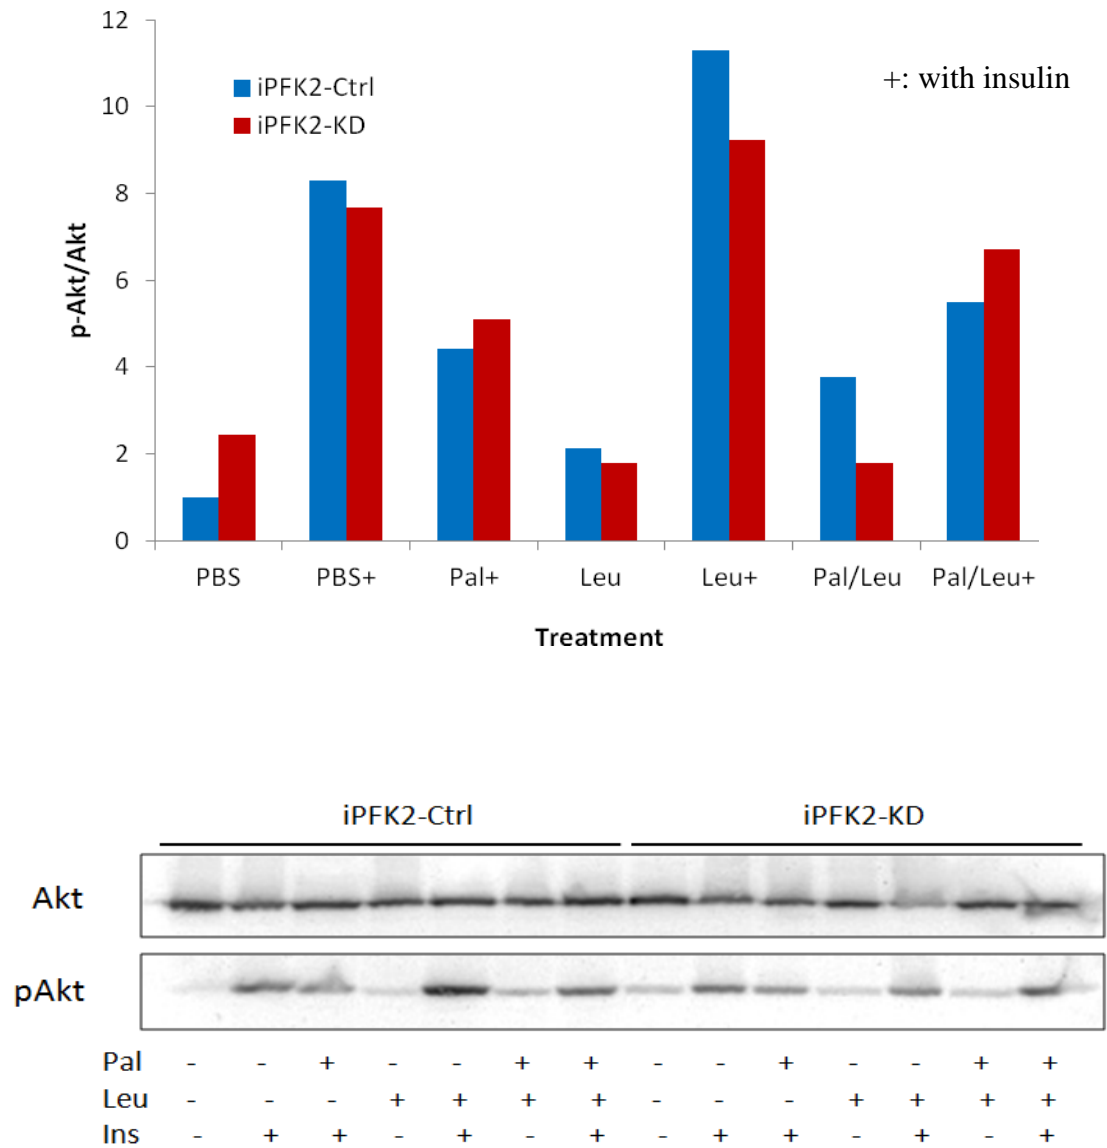 12
iPFK2-Ctrl
+: with insulin
10
iPFK2-KD
8
p-Akt/Akt
6
4
2
0
PBS PBS+ Pal+ Leu Leu+ Pal/Leu Pal/Leu+
Treatment
iPFK2-Ctrl iPFK2-KD
Akt
pAkt
Pal - - + - - + + - - + - - + +
Leu - - - + + + + - - - + + + +
Ins - + + - + - + - + + - + - +